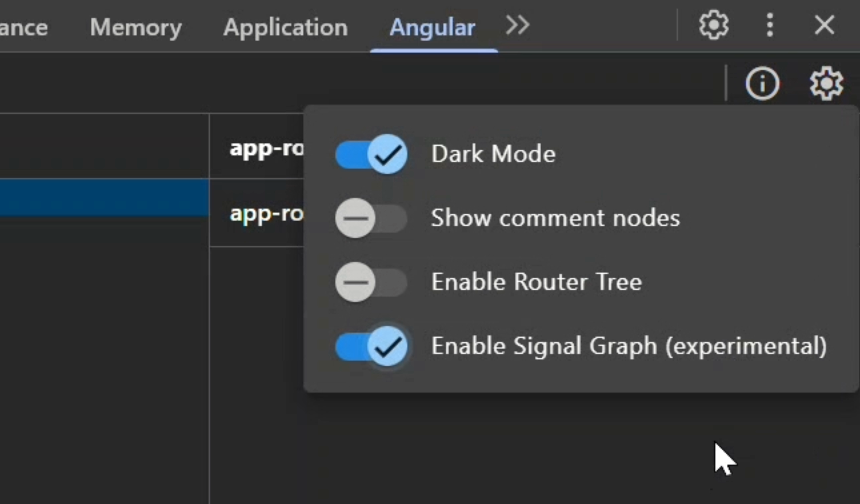 ance Memory Application Angular
app-ro
Dark Mode
Show comment nodes
app-ro
Enable Router Tree
Enable Signal Graph (experimental)